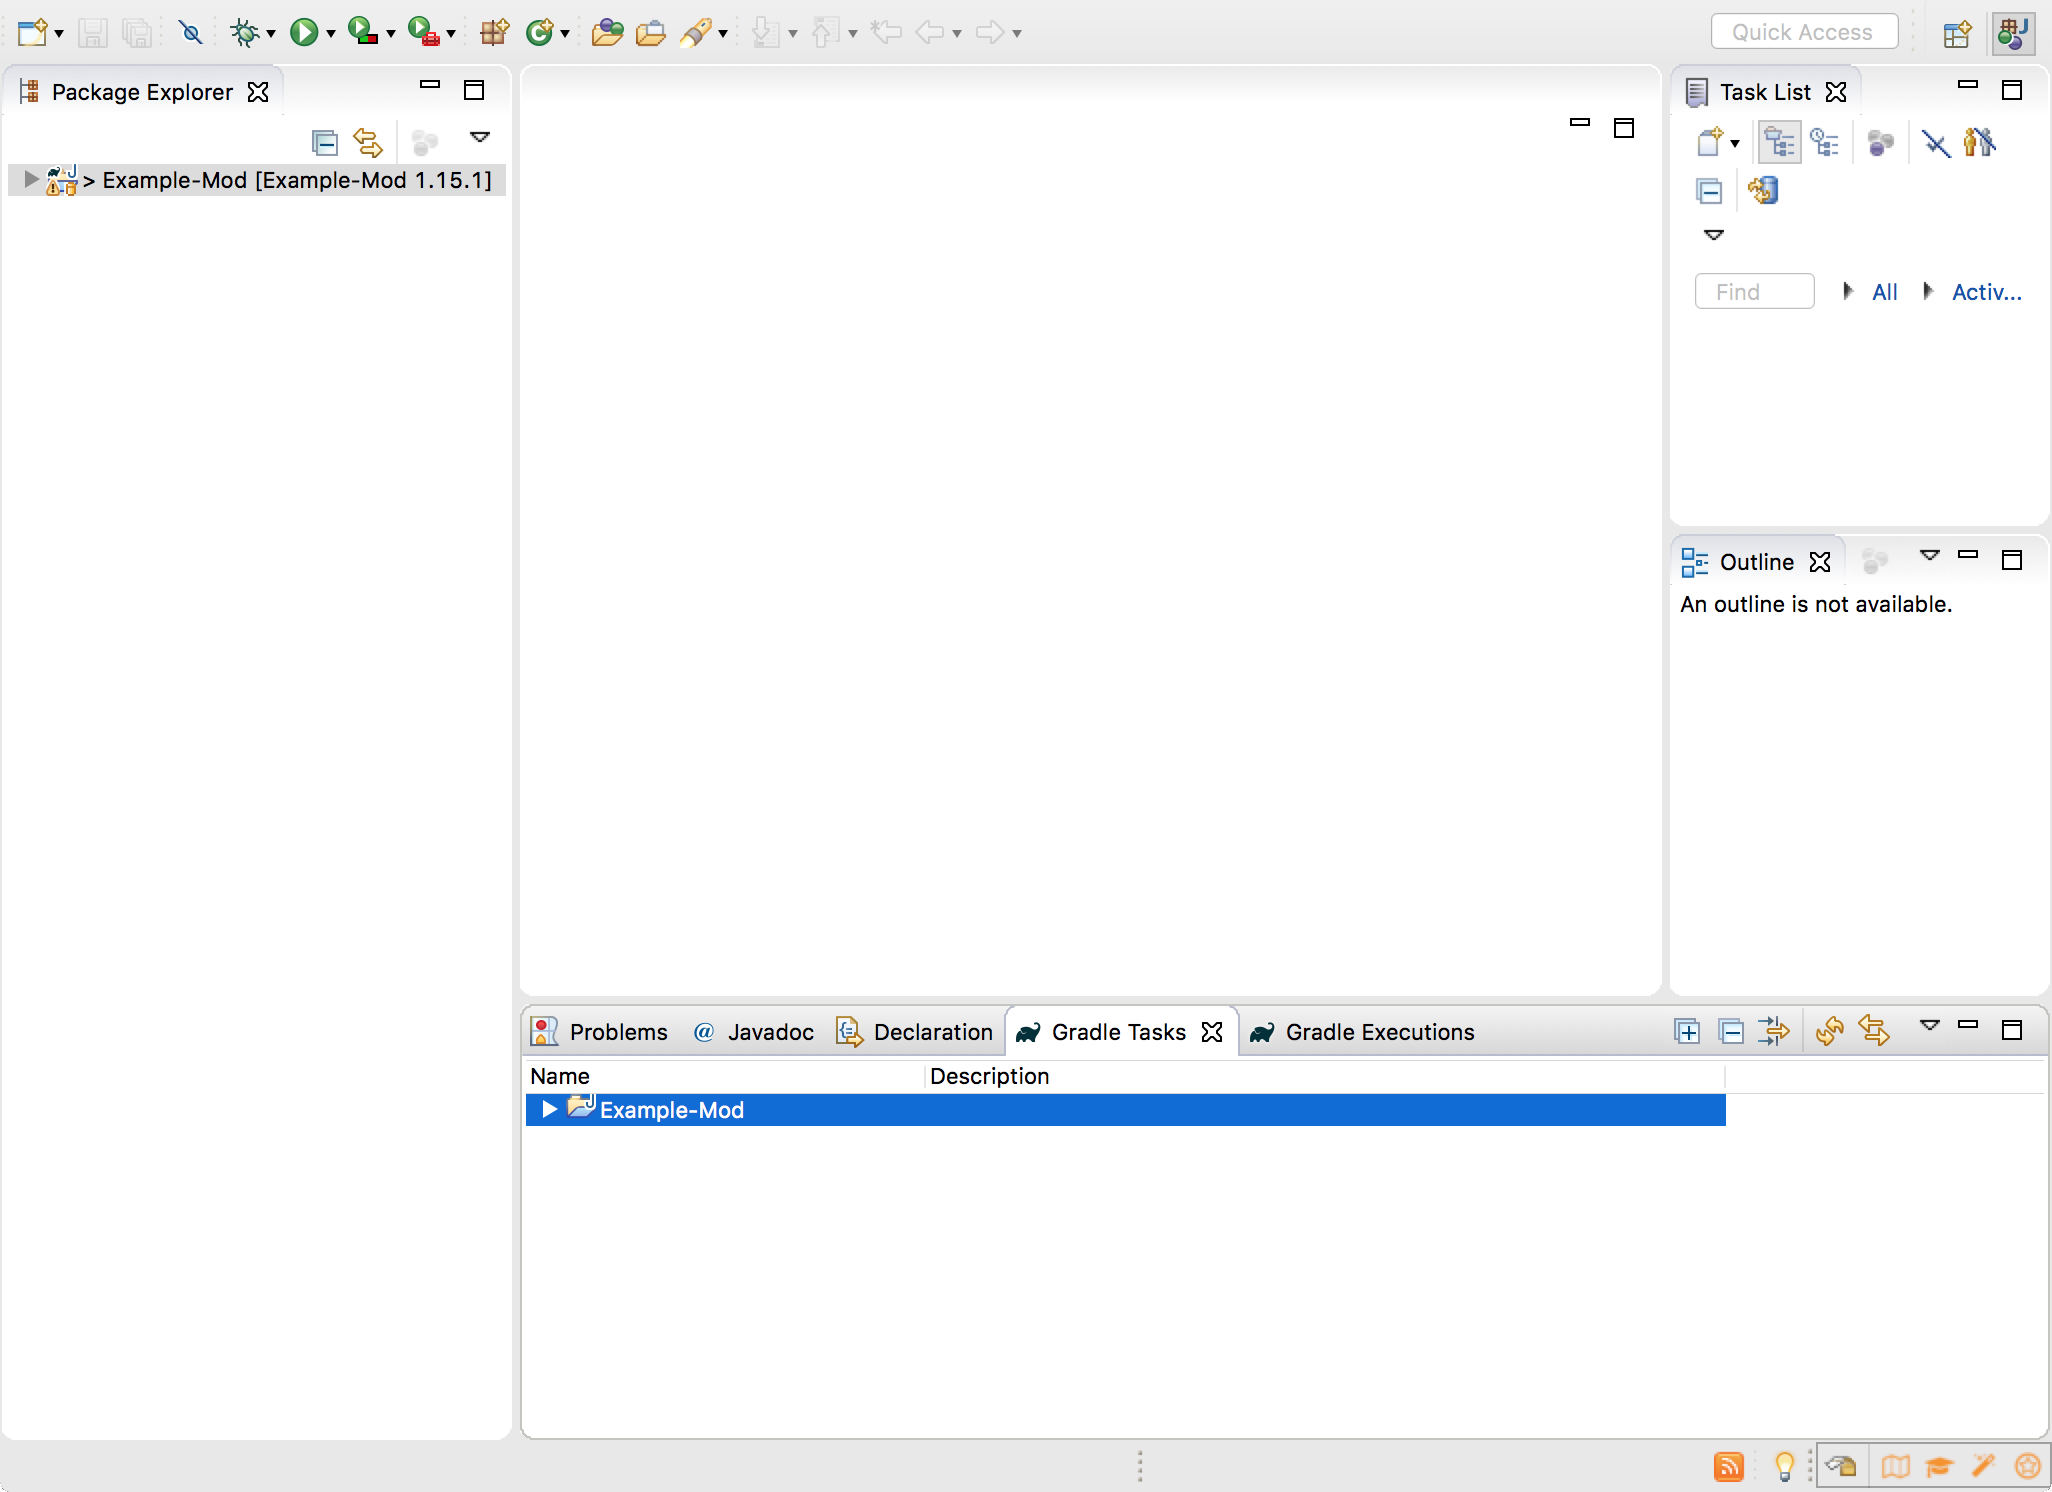 Quick Access
Package Explorer
> Example-Mod [Example-Mod 1.15.1]
Task List
Find
All
Activ...
Outline
An outline is not available.
Problems
@ Javadoc
Declaration
Gradle Tasks
Gradle Executions
Name
Description
Example-Mod